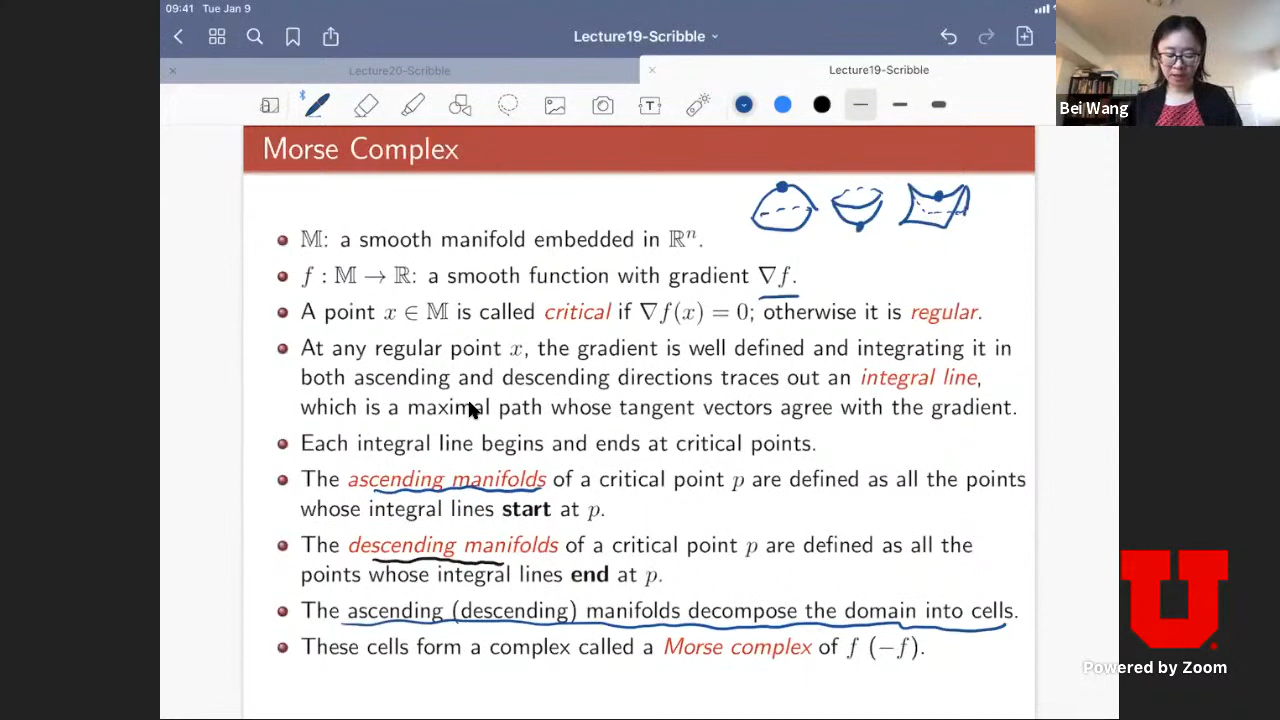 09:41 Tue Jan 9
Lecture19-Scribble
Lecture20-Scribble
Lecture19-Scribble
T
Bei Wang
Morse Complex
𝕄: a smooth manifold embedded in ℝⁿ.
f : 𝕄 → ℝ: a smooth function with gradient ∇f.
A point x ∈ 𝕄 is called critical if ∇f(x) = 0; otherwise it is regular.
At any regular point x, the gradient is well defined and integrating it in
both ascending and descending directions traces out an integral line,
which is a maximal path whose tangent vectors agree with the gradient.
Each integral line begins and ends at critical points.
The ascending manifolds of a critical point p are defined as all the points
whose integral lines start at p.
The descending manifolds of a critical point p are defined as all the
points whose integral lines end at p.
The ascending (descending) manifolds decompose the domain into cells.
These cells form a complex called a Morse complex of f (−f).
U
Powered by Zoom